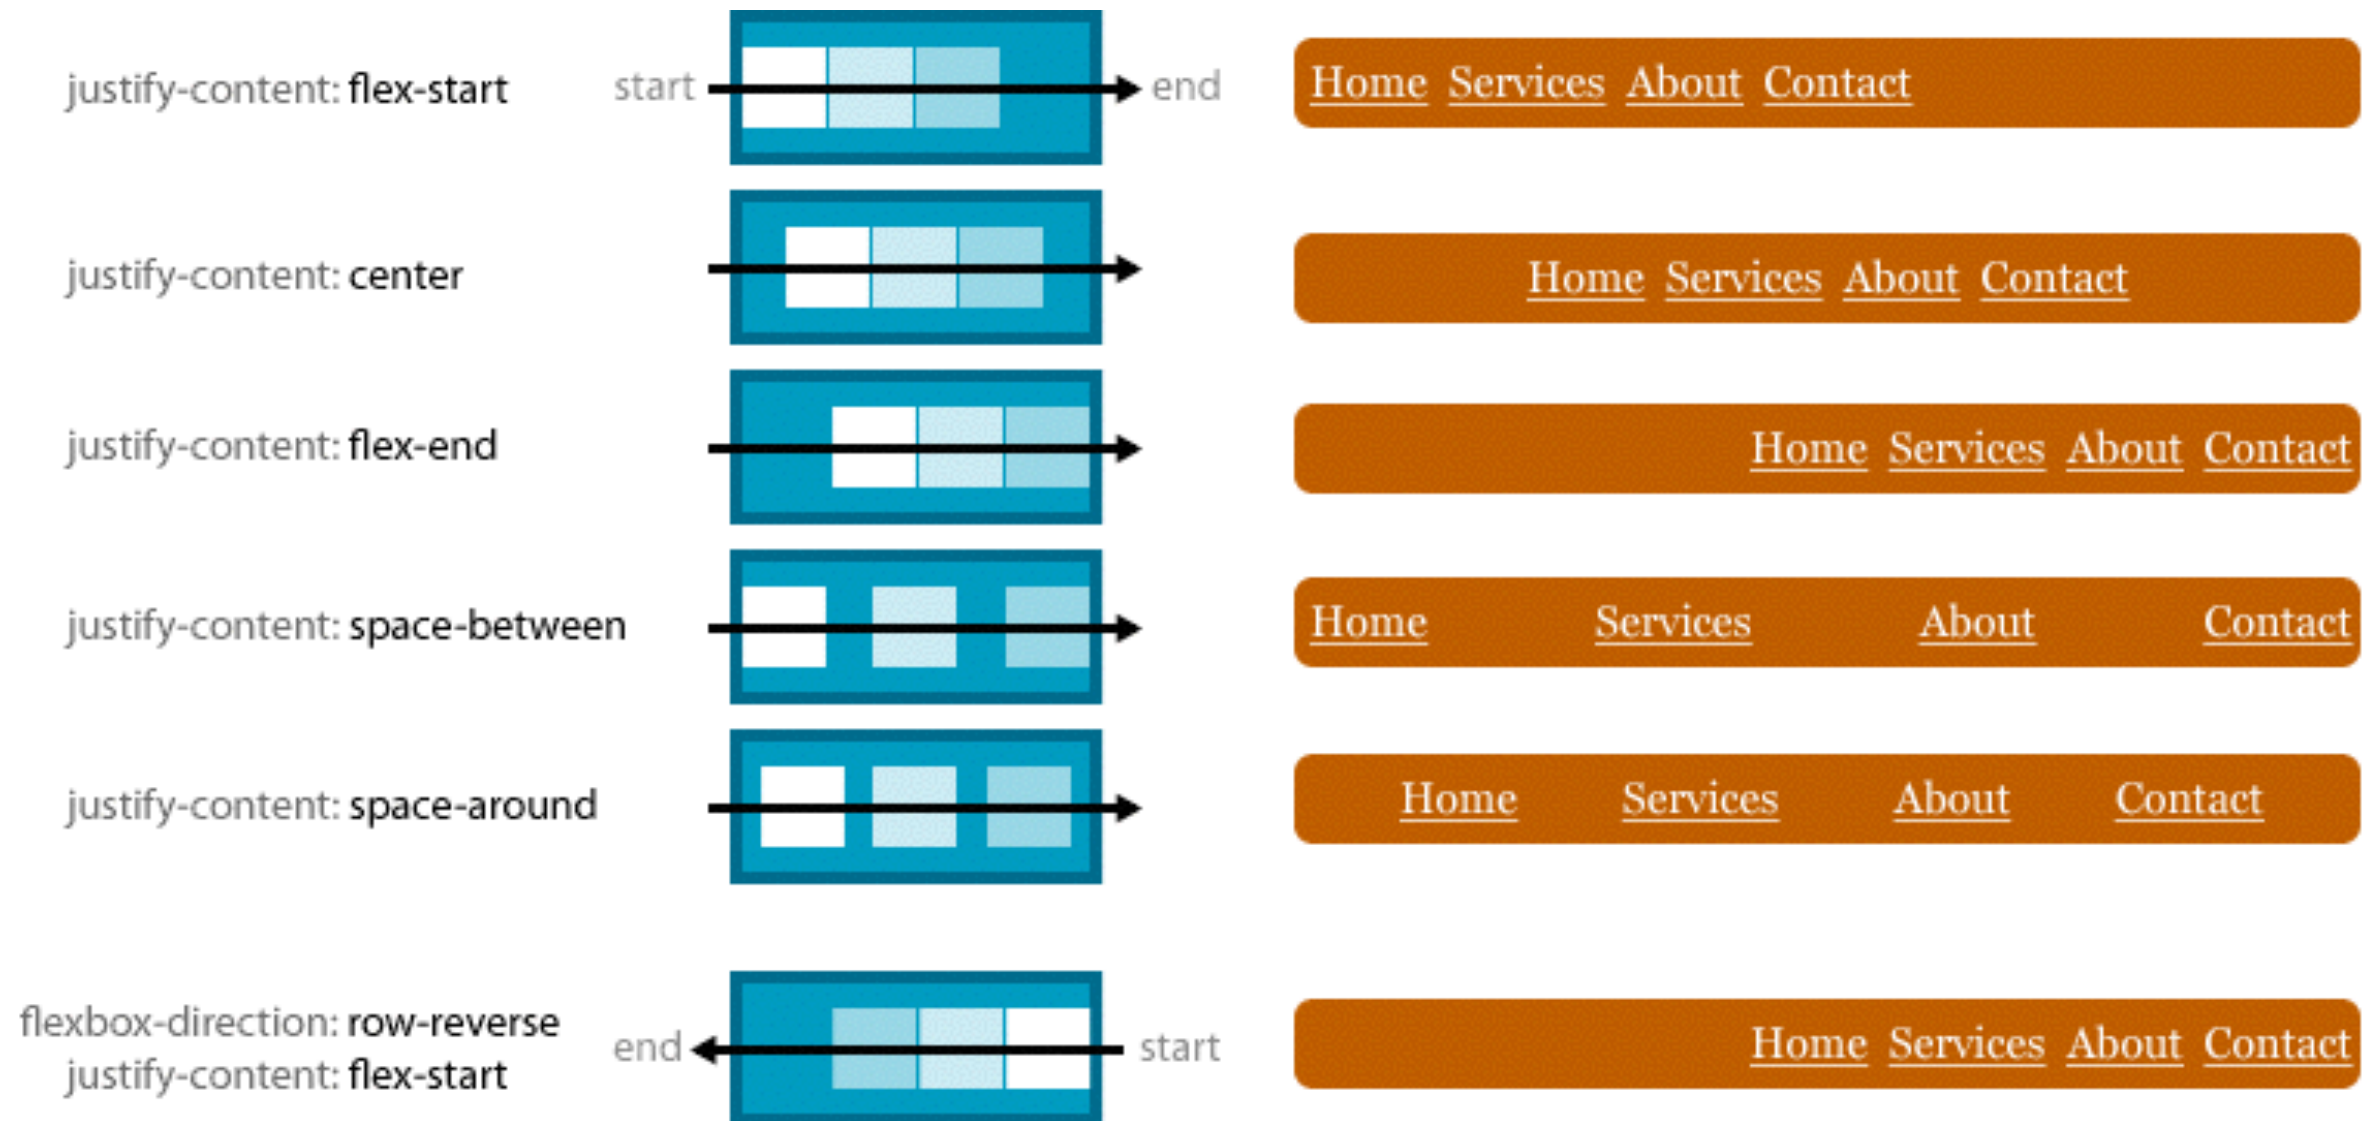 justify-content: flex-start start end Home Services About Contact
justify-content: center Home Services About Contact
justify-content: flex-end Home Services About Contact
justify-content: space-between Home Services About Contact
justify-content: space-around Home Services About Contact
flexbox-direction: row-reverse
justify-content: flex-start
end start Home Services About Contact